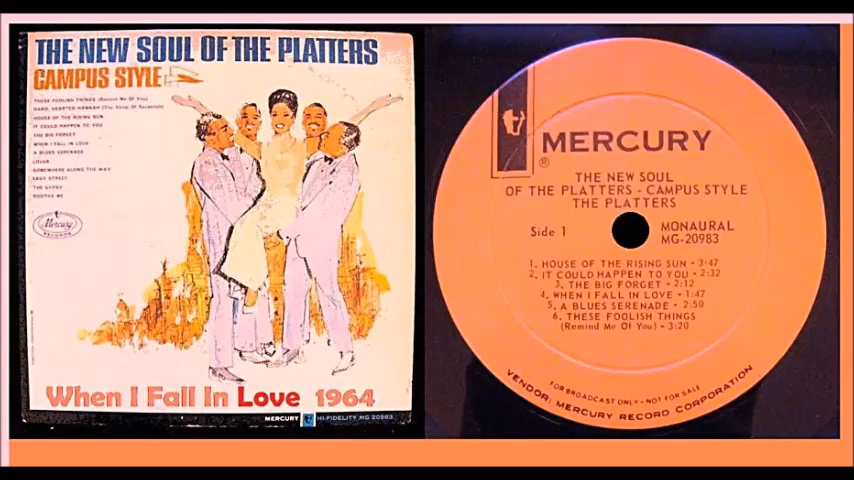 THE NEW SOUL OF THE PLATTERS
CAMPUS STYLE
THESE FOOLISH THINGS (Remind Me Of You)
HARD, HEARTED HANNAH (The Vamp Of Savannah)
HOUSE OF THE RISING SUN
IT COULD HAPPEN TO YOU
THE BIG FORGET
WHEN I FALL IN LOVE
A BLUES SERENADE
LOVER
SOMEWHERE ALONG THE WAY
EASY STREET
THE GYPSY
Mercury
RECORDS
When I Fall In Love 1964
MERCURY HI-FIDELITY MG 20983
MERCURY
®
THE NEW SOUL
OF THE PLATTERS - CAMPUS STYLE
THE PLATTERS
Side 1
MONAURAL
MG-20983
1. HOUSE OF THE RISING SUN • 3:47
2. IT COULD HAPPEN TO YOU • 2:32
3. THE BIG FORGET • 2:12
4. WHEN I FALL IN LOVE • 1:47
5. A BLUES SERENADE • 2:50
6. THESE FOOLISH THINGS
(Remind Me Of You) • 3:20
FOR BROADCAST ONLY • NOT FOR SALE
VENDOR: MERCURY RECORD CORPORATION